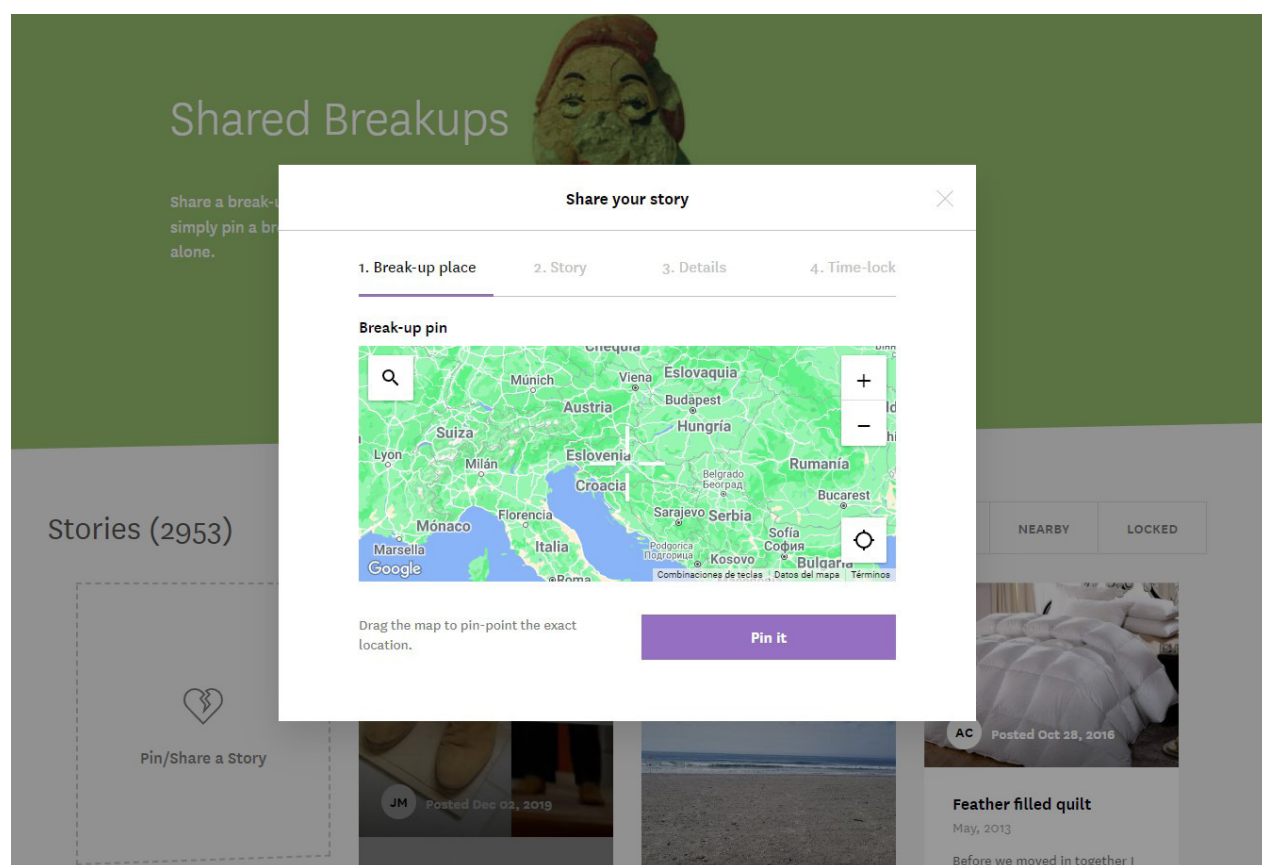 Shared Breakups
Share a break-u
simply pin a br
alone.
Share your story
1. Break-up place
2. Story
3. Details
4. Time-lock
Break-up pin
Múnich
Viena
Eslovaquia
Budapest
Austria
Hungría
Suiza
Lyon
Milán
Eslovenia
Rumanía
Croacia
Belgrado
Београд
Bucarest
Florencia
Sarajevo
Serbia
Mónaco
Sofía
София
Marsella
Italia
Podgorica
Подгорица
Kosovo
Bulgaria
Google
Roma
Combinaciones de teclas
Datos del mapa
Términos
Drag the map to pin-point the exact
location.
Pin it
Stories (2953)
NEARBY
LOCKED
Pin/Share a Story
JM
Posted Dec 02, 2019
AC
Posted Oct 28, 2016
Feather filled quilt
May, 2013
Before we moved in together I